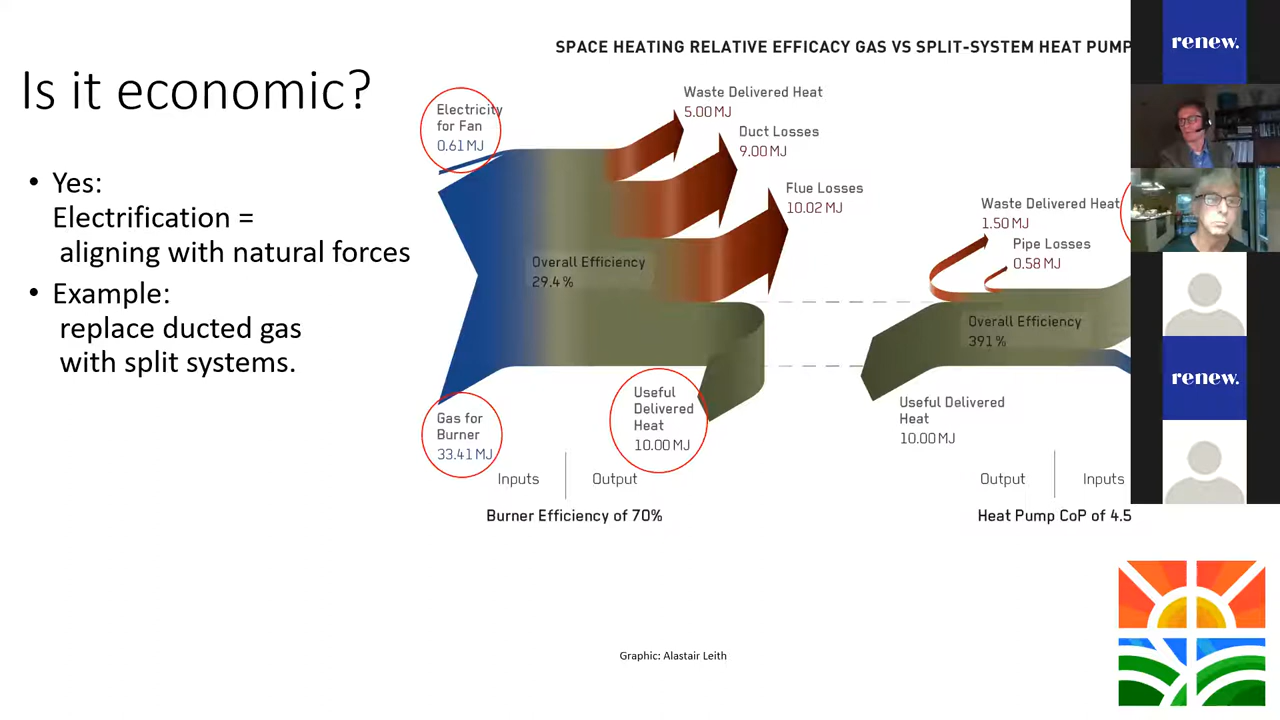 SPACE HEATING RELATIVE EFFICACY GAS VS SPLIT-SYSTEM HEAT PUMP
Is it economic?
• Yes:
Electrification =
aligning with natural forces
• Example:
replace ducted gas
with split systems.
Electricity
for Fan
0.61 MJ
Waste Delivered Heat
5.00 MJ
Duct Losses
9.00 MJ
Flue Losses
10.02 MJ
Overall Efficiency
29.4%
Gas for
Burner
33.41 MJ
Useful
Delivered
Heat
10.00 MJ
Inputs
Output
Burner Efficiency of 70%
Waste Delivered Heat
1.50 MJ
Pipe Losses
0.58 MJ
Overall Efficiency
391%
Useful Delivered
Heat
10.00 MJ
Output
Inputs
Heat Pump CoP of 4.5
Graphic: Alastair Leith
renew.
renew.